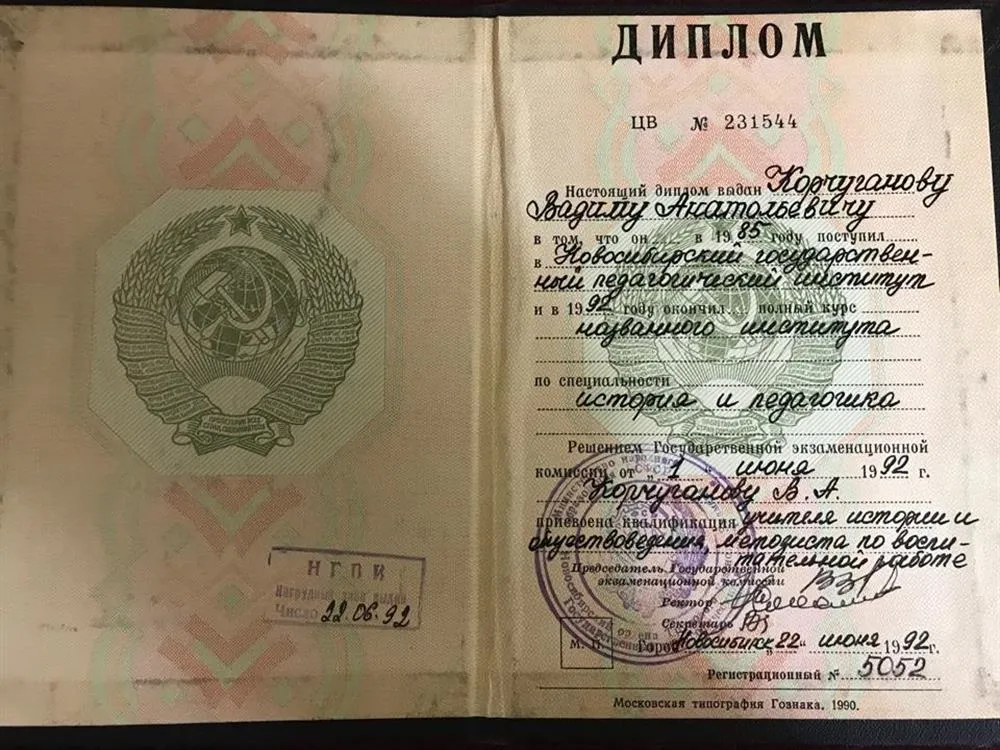 НГПИ
Нагрудный знак выдан
Число 22.06.92
ДИПЛОМ
ЦВ № 231544
Настоящий диплом выдан Корчуганову
Вадиму Анатольевичу
в том, что он в 1985 году поступил
в Новосибирский государствен-
ный педагогический институт
и в 1992 году окончил полный курс
названного института
по специальности
история и педагогика
Решением Государственной экзаменационной
комиссии от „1" июня 1992 г.
Корчуганову В. А.
присвоена квалификация учителя истории и
обществоведения, методиста по воспи-
тательной работе
Председатель Государственной
экзаменационной комиссии
Ректор
Секретарь
М. П. Город Новосибирск „22" июня 1992 г.
Регистрационный № 5052
Московская типография Гознака. 1990.